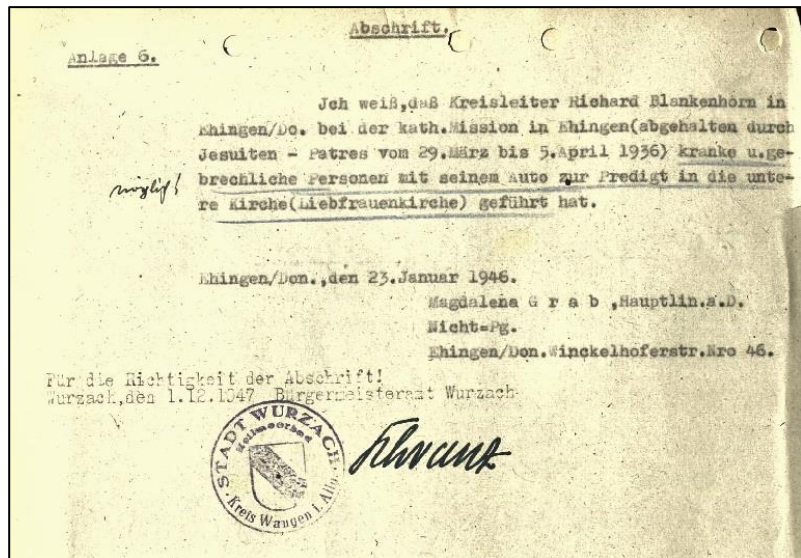 Abschrift.
Anlage 6.
Jch weiß,daß Kreisleiter Richard Blankenhorn in
Ehingen/Do. bei der kath.Mission in Ehingen(abgehalten durch
Jesuiten - Patres vom 29.März bis 5.April 1936) kranke u.ge-
möglich!
brechliche Personen mit seinem Auto zur Predigt in die unte-
re Kirche(Liebfrauenkirche) geführt hat.
Ehingen/Don.,den 23.Januar 1946.
Magdalena G r a b ,Hauptlin.a.D.
Nicht=Pg.
Ehingen/Don.Winckelhoferstr.Nro 46.
Für die Richtigkeit der Abschrift!
Wurzach,den 1.12.1947 Bürgermeisteramt Wurzach
STADT WURZACH
Heilmoorbad
Kreis Wangen i. Allg.